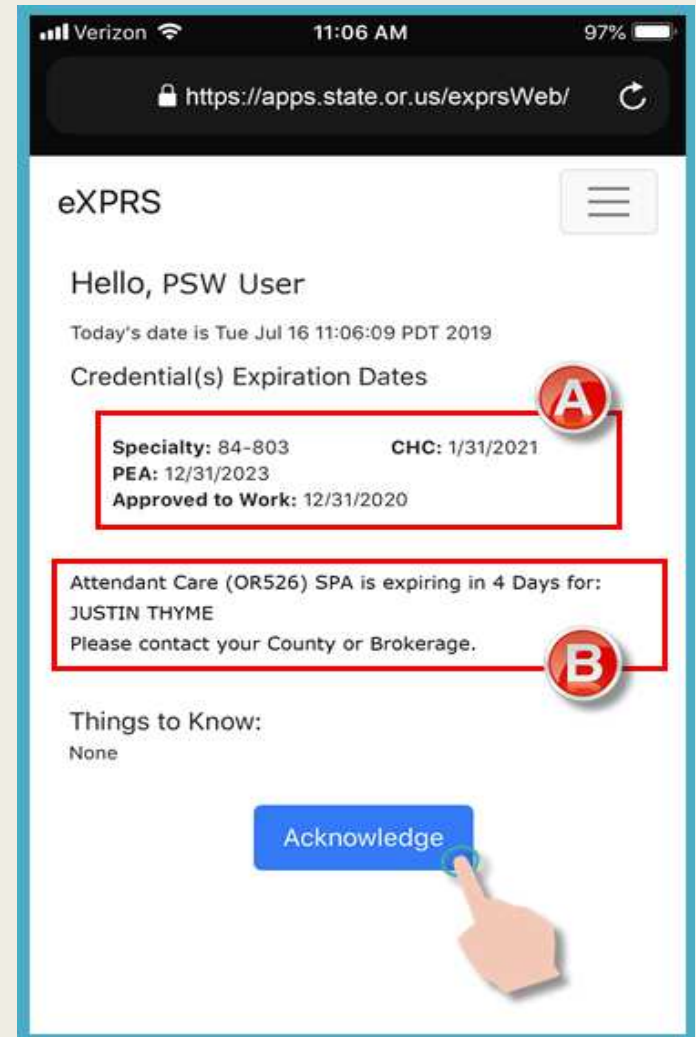 Verizon 11:06 AM 97%
https://apps.state.or.us/exprsWeb/
eXPRS
Hello, PSW User
Today's date is Tue Jul 16 11:06:09 PDT 2019
Credential(s) Expiration Dates
A
Specialty: 84-803 CHC: 1/31/2021
PEA: 12/31/2023
Approved to Work: 12/31/2020
Attendant Care (OR526) SPA is expiring in 4 Days for:
JUSTIN THYME
Please contact your County or Brokerage.
B
Things to Know:
None
Acknowledge